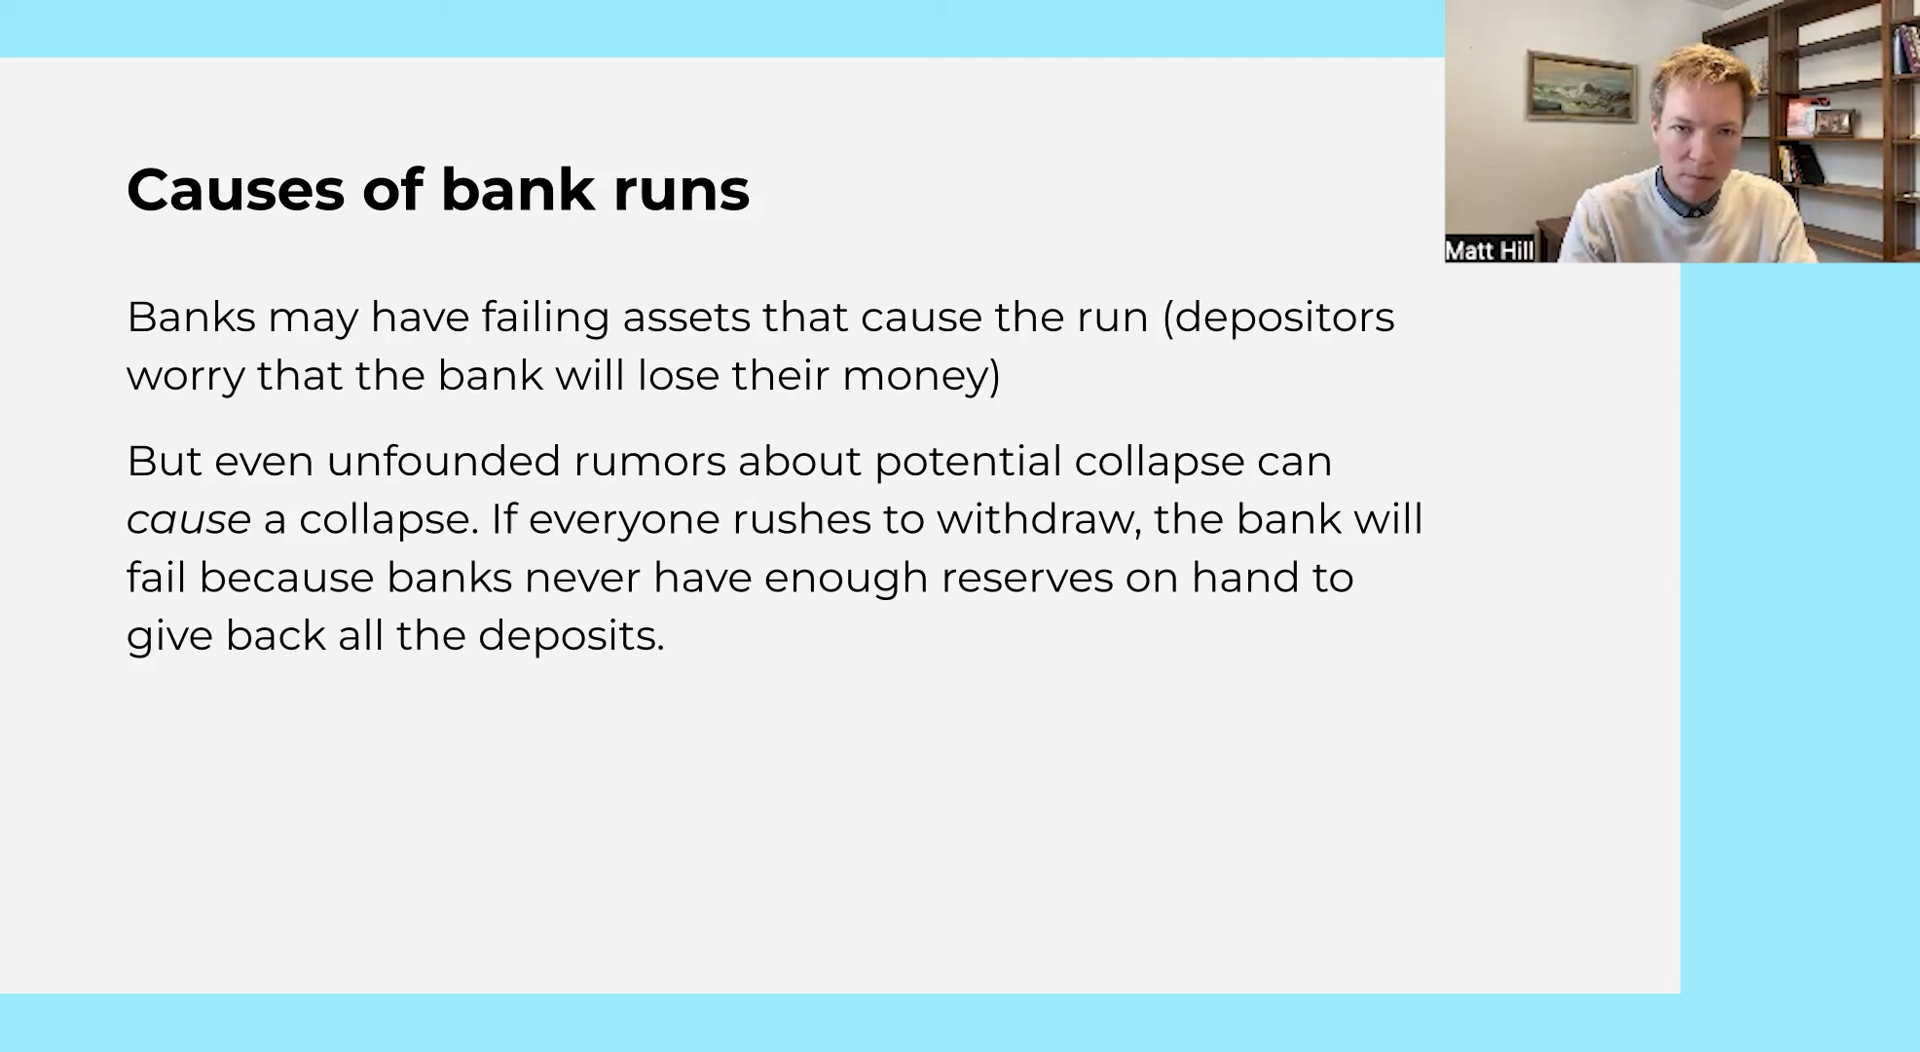 Causes of bank runs
Banks may have failing assets that cause the run (depositors
worry that the bank will lose their money)
But even unfounded rumors about potential collapse can
cause a collapse. If everyone rushes to withdraw, the bank will
fail because banks never have enough reserves on hand to
give back all the deposits.
Matt Hill